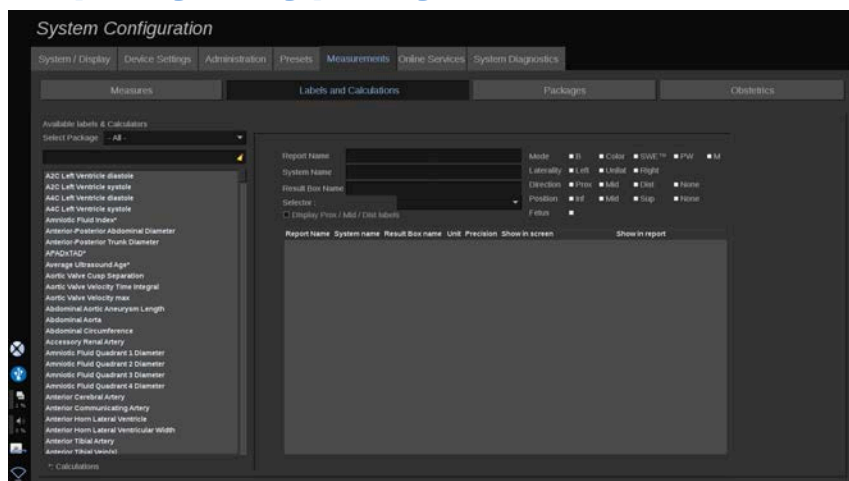 System Configuration
System / Display Device Settings Administration Presets Measurements Online Services System Diagnostics
Measures Labels and Calculations Packages Obstetrics
Available labels & Calculators
Select Package - All -
Report Name
System Name
Result Box Name
Selector :
Display Prox / Mid / Dist labels
Mode B Color SWE™ PW M
Laterality Left Unilat Right
Direction Prox Mid Dist None
Position Inf Mid Sup None
Fetus
Report Name System name Result Box name Unit Precision Show in screen Show in report
A2C Left Ventricle diastole
A2C Left Ventricle systole
A4C Left Ventricle diastole
A4C Left Ventricle systole
Amniotic Fluid Index*
Anterior-Posterior Abdominal Diameter
Anterior-Posterior Trunk Diameter
APADxTAD*
Average Ultrasound Age*
Aortic Valve Cusp Separation
Aortic Valve Velocity Time Integral
Aortic Valve Velocity max
Abdominal Aortic Aneurysm Length
Abdominal Aorta
Abdominal Circumference
Accessory Renal Artery
Amniotic Fluid Quadrant 1 Diameter
Amniotic Fluid Quadrant 2 Diameter
Amniotic Fluid Quadrant 3 Diameter
Amniotic Fluid Quadrant 4 Diameter
Anterior Cerebral Artery
Anterior Communicating Artery
Anterior Horn Lateral Ventricle
Anterior Horn Lateral Ventricular Width
Anterior Tibial Artery
Anterior Tibial Vein(s)
*: Calculations